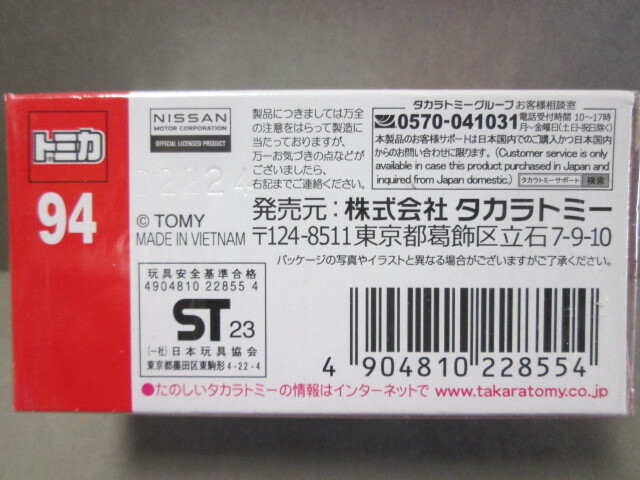 トミカ
94
NISSAN
MOTOR CORPORATION
OFFICIAL LICENSED PRODUCT
© TOMY
MADE IN VIETNAM
製品につきましては万全
の注意をはらって製造に
当たっておりますが、
万一お気づきの点などが
ございましたら、
右記までご連絡ください。
タカラトミーグループお客様相談室
0570-041031 電話受付時間 10〜17時
月〜金曜日(土・日・祝日除く)
本製品のお客様サポートは日本国内でのご購入かつ日本国内
からのお問い合わせに限ります。(Customer service is only
available in case this product purchased in Japan and
inquired from Japan domestic.) タカラトミーサポート 検索
発売元:株式会社 タカラトミー
〒124-8511 東京都葛飾区立石7-9-10
パッケージの写真やイラストと異なる場合がございますがご了承ください。
玩具安全基準合格
4904810 22855 4
ST 23
(一社)日本玩具協会
東京都墨田区東駒形4-22-4
4 904810 228554
●たのしいタカラトミーの情報はインターネットで www.takaratomy.co.jp